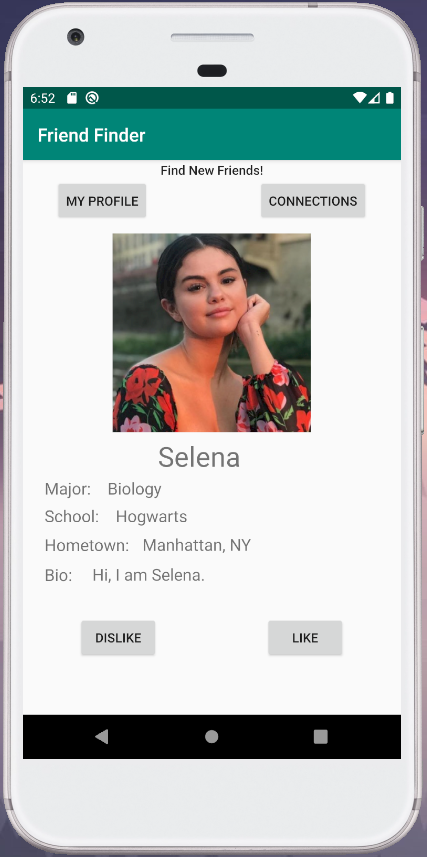 6:52
Friend Finder
Find New Friends!
MY PROFILE CONNECTIONS
Selena
Major: Biology
School: Hogwarts
Hometown: Manhattan, NY
Bio: Hi, I am Selena.
DISLIKE LIKE